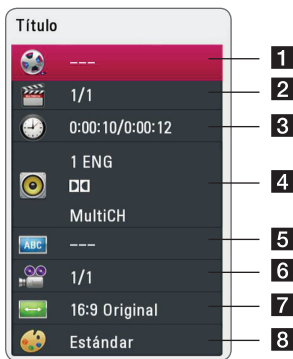 Título
--- 1
1/1 2
0:00:10/0:00:12 3
1 ENG
DD
MultiCH 4
ABC --- 5
1/1 6
16:9 Original 7
Estándar 8